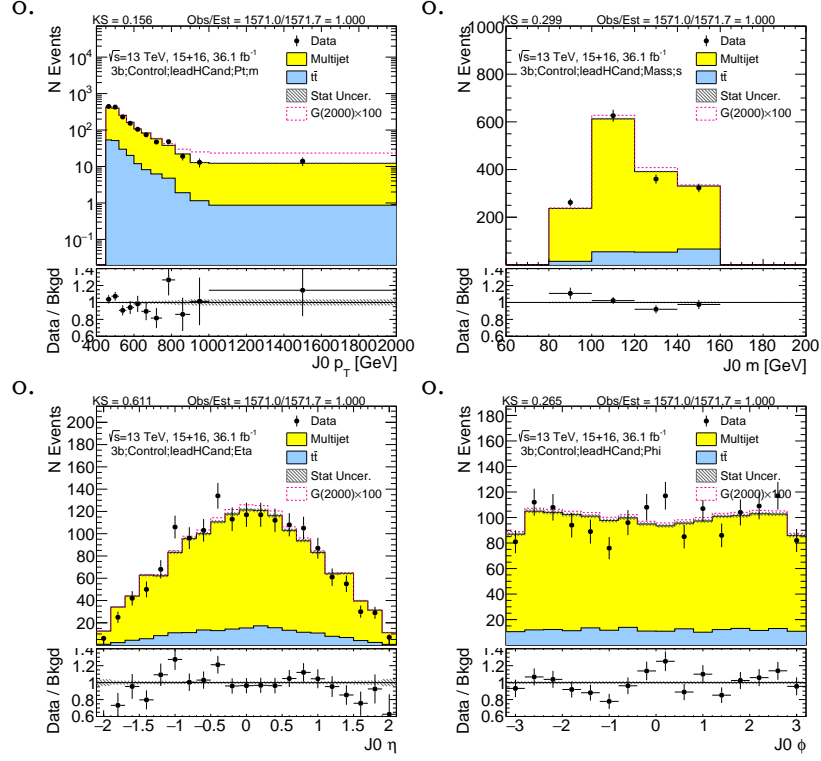 O.
KS = 0.156 Obs/Est = 1571.0/1571.7 = 1.000
N Events
10⁴
10³
10²
10
1
10⁻¹
√s=13 TeV, 15+16, 36.1 fb⁻¹
3b;Control;leadHCand;Pt;m
Data
Multijet
tt̄
Stat Uncer.
G(2000)×100
Data / Bkgd
1.4
1.2
1
0.8
0.6
400 600 800 1000 1200 1400 1600 1800 2000
J0 p_T [GeV]
O.
KS = 0.299 Obs/Est = 1571.0/1571.7 = 1.000
N Events
1000
800
600
400
200
√s=13 TeV, 15+16, 36.1 fb⁻¹
3b;Control;leadHCand;Mass;s
Data
Multijet
tt̄
Stat Uncer.
G(2000)×100
Data / Bkgd
1.4
1.2
1
0.8
0.6
60 80 100 120 140 160 180 200
J0 m [GeV]
O.
KS = 0.611 Obs/Est = 1571.0/1571.7 = 1.000
N Events
200
180
160
140
120
100
80
60
40
20
√s=13 TeV, 15+16, 36.1 fb⁻¹
3b;Control;leadHCand;Eta
Data
Multijet
tt̄
Stat Uncer.
G(2000)×100
Data / Bkgd
1.4
1.2
1
0.8
0.6
−2 −1.5 −1 −0.5 0 0.5 1 1.5 2
J0 η
O.
KS = 0.265 Obs/Est = 1571.0/1571.7 = 1.000
N Events
180
160
140
120
100
80
60
40
20
√s=13 TeV, 15+16, 36.1 fb⁻¹
3b;Control;leadHCand;Phi
Data
Multijet
tt̄
Stat Uncer.
G(2000)×100
Data / Bkgd
1.4
1.2
1
0.8
0.6
−3 −2 −1 0 1 2 3
J0 ϕ